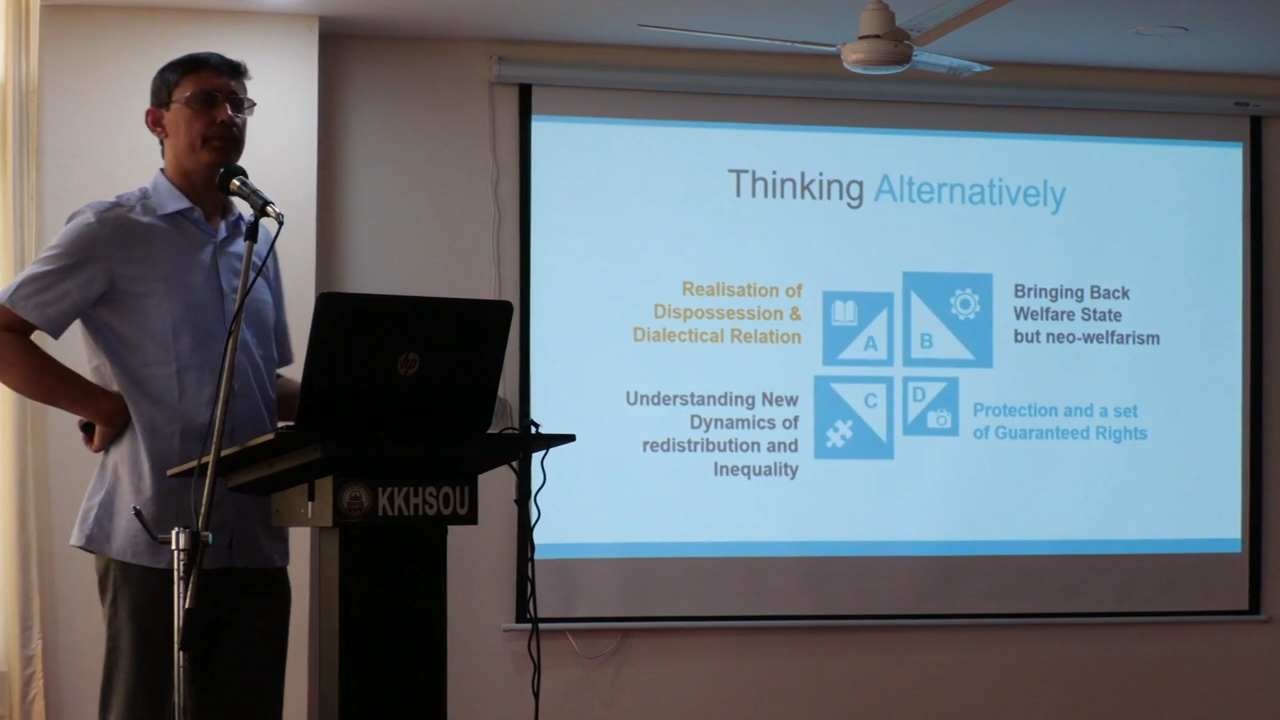 Thinking Alternatively
Realisation of
Dispossession &
Dialectical Relation
A
B
Bringing Back
Welfare State
but neo-welfarism
Understanding New
Dynamics of
redistribution and
Inequality
C
D
Protection and a set
of Guaranteed Rights
hp
KKHSOU